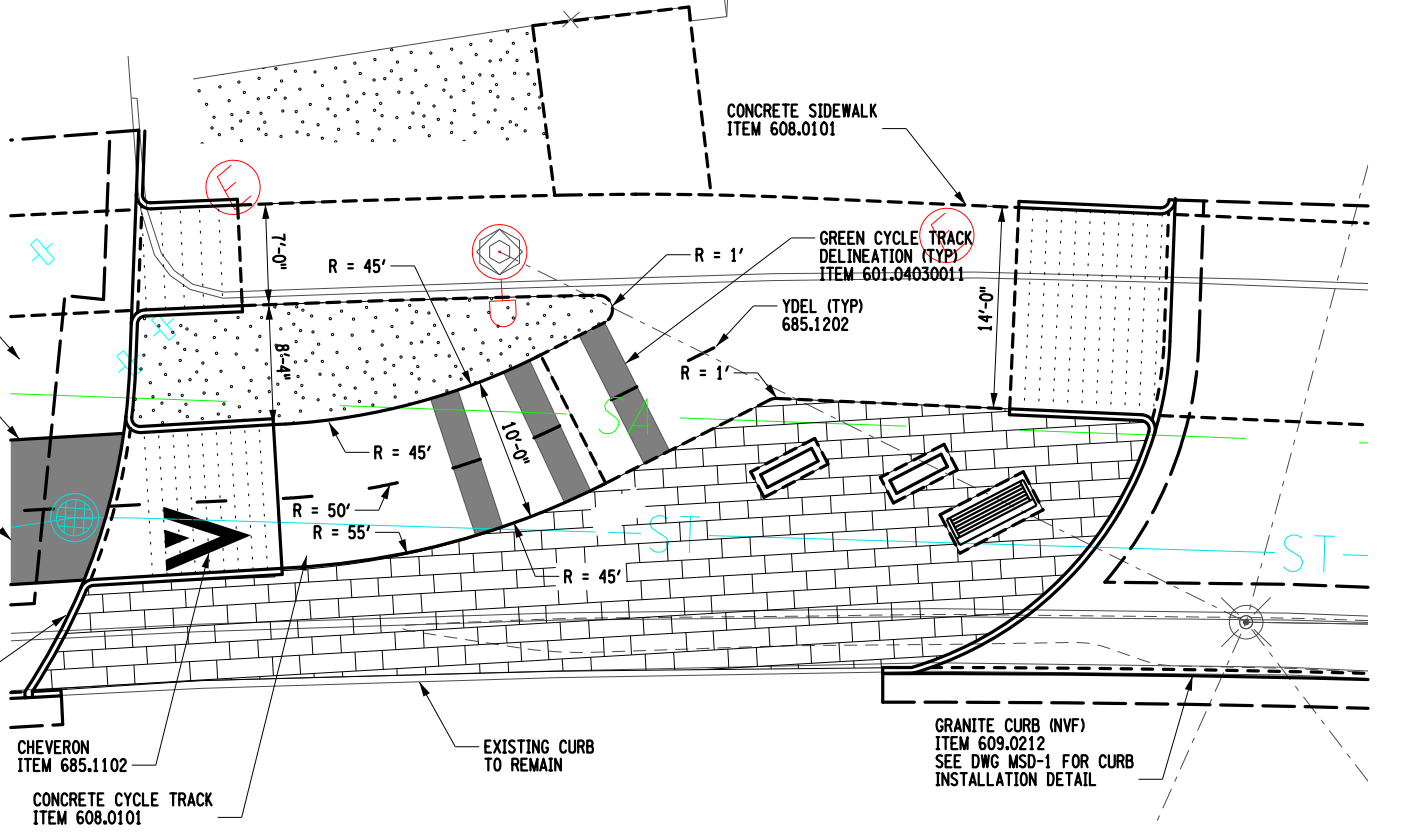 CONCRETE SIDEWALK
ITEM 608.0101
E
E
7'-0"
R = 45'
R = 1'
GREEN CYCLE TRACK
DELINEATION (TYP)
ITEM 601.04030011
YDEL (TYP)
685.1202
14'-0"
8'-4"
R = 1'
SA
10'-0"
R = 45'
R = 50'
R = 55'
ST
ST
R = 45'
CHEVERON
ITEM 685.1102
CONCRETE CYCLE TRACK
ITEM 608.0101
EXISTING CURB
TO REMAIN
GRANITE CURB (NVF)
ITEM 609.0212
SEE DWG MSD-1 FOR CURB
INSTALLATION DETAIL